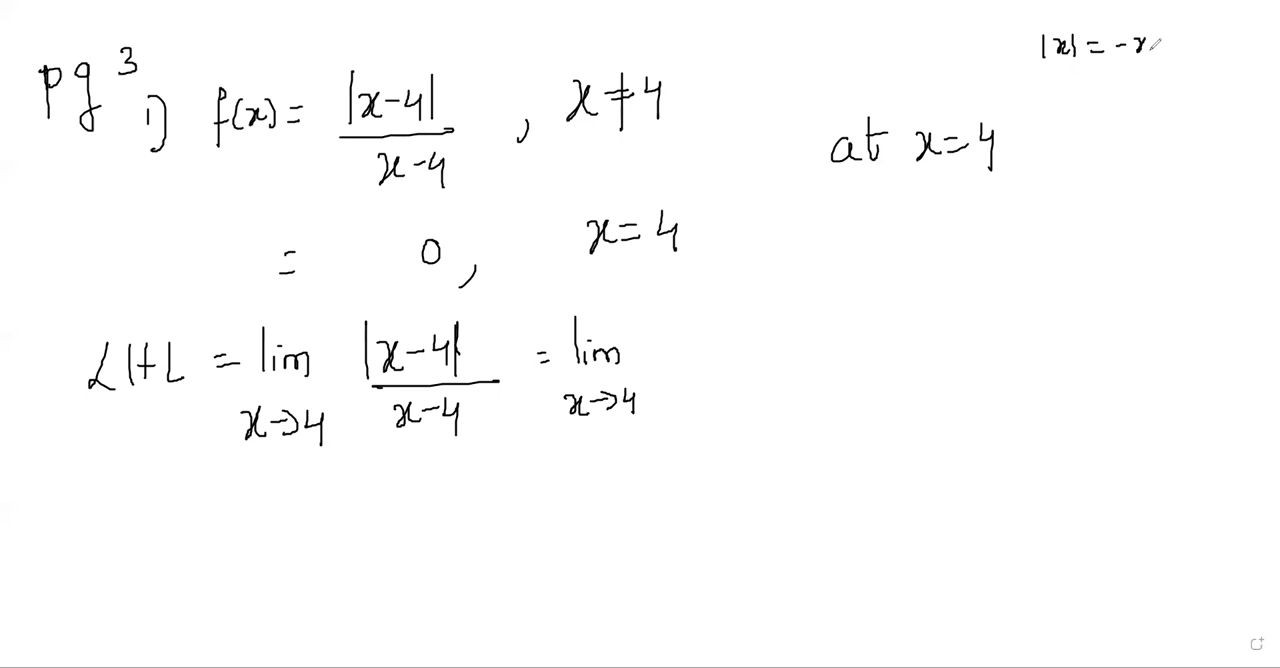 |x| = -x
pg 3
1) f(x) = |x-4| / x-4 , x ≠ 4
at x = 4
= 0, x = 4
LHL = lim x→4 |x-4| / x-4 = lim x→4